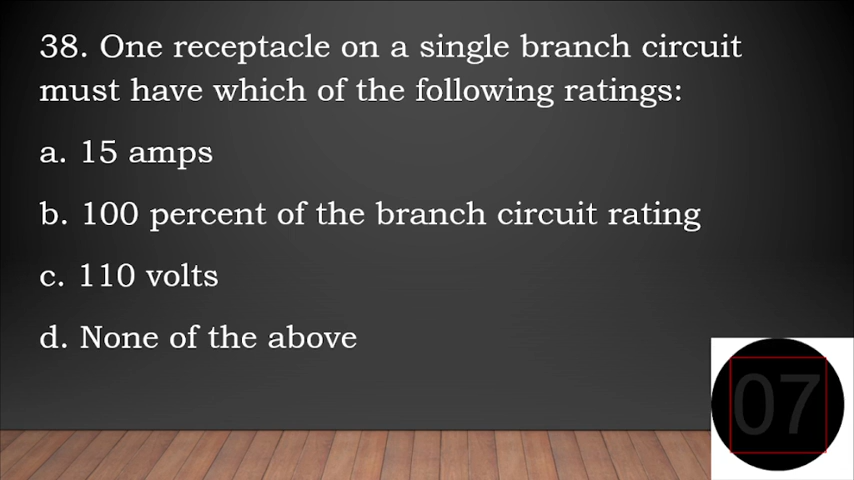 38. One receptacle on a single branch circuit
must have which of the following ratings:
a. 15 amps
b. 100 percent of the branch circuit rating
c. 110 volts
d. None of the above
07